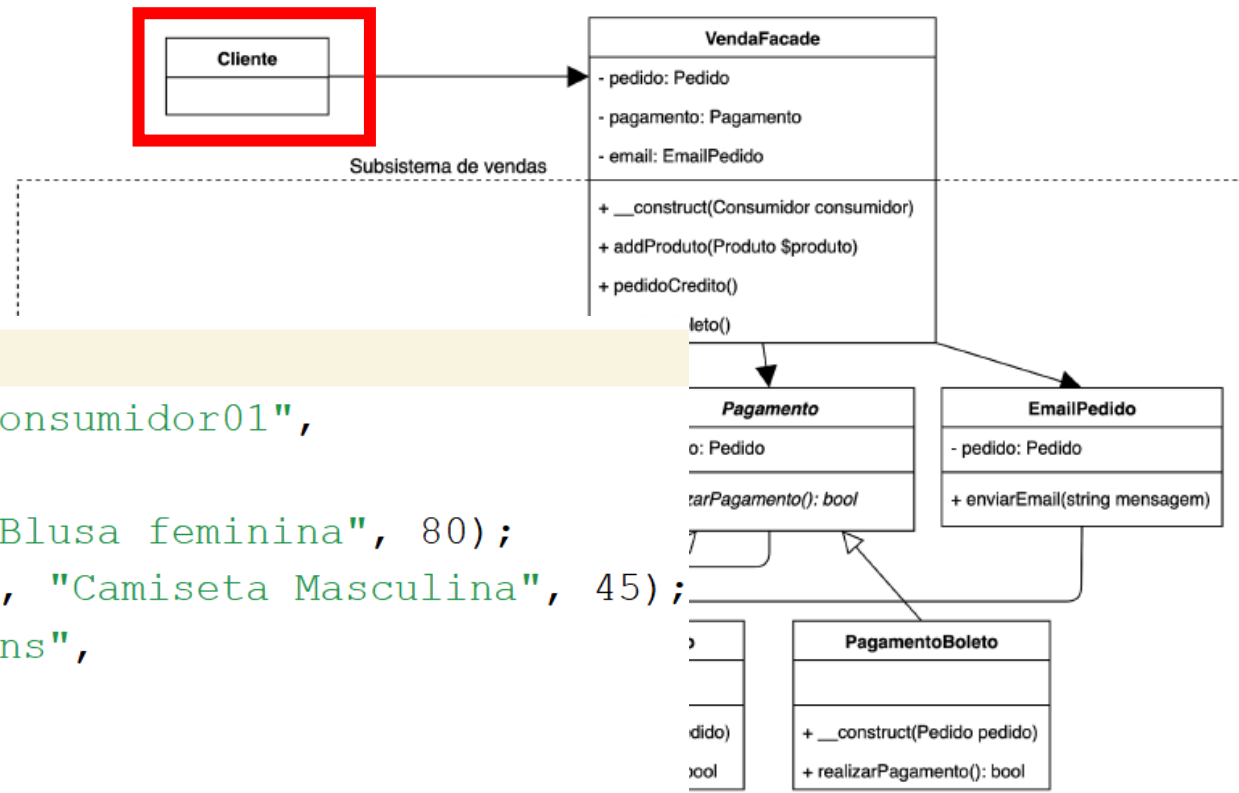 Cliente
VendaFacade
- pedido: Pedido
- pagamento: Pagamento
- email: EmailPedido
Subsistema de vendas
+ __construct(Consumidor consumidor)
+ addProduto(Produto $produto)
+ pedidoCredito()
leto()
onsumidor01",
Blusa feminina", 80);
, "Camiseta Masculina", 45);
ns",
Pagamento
o: Pedido
zarPagamento(): bool
EmailPedido
- pedido: Pedido
+ enviarEmail(string mensagem)
o
dido)
bool
PagamentoBoleto
+ __construct(Pedido pedido)
+ realizarPagamento(): bool